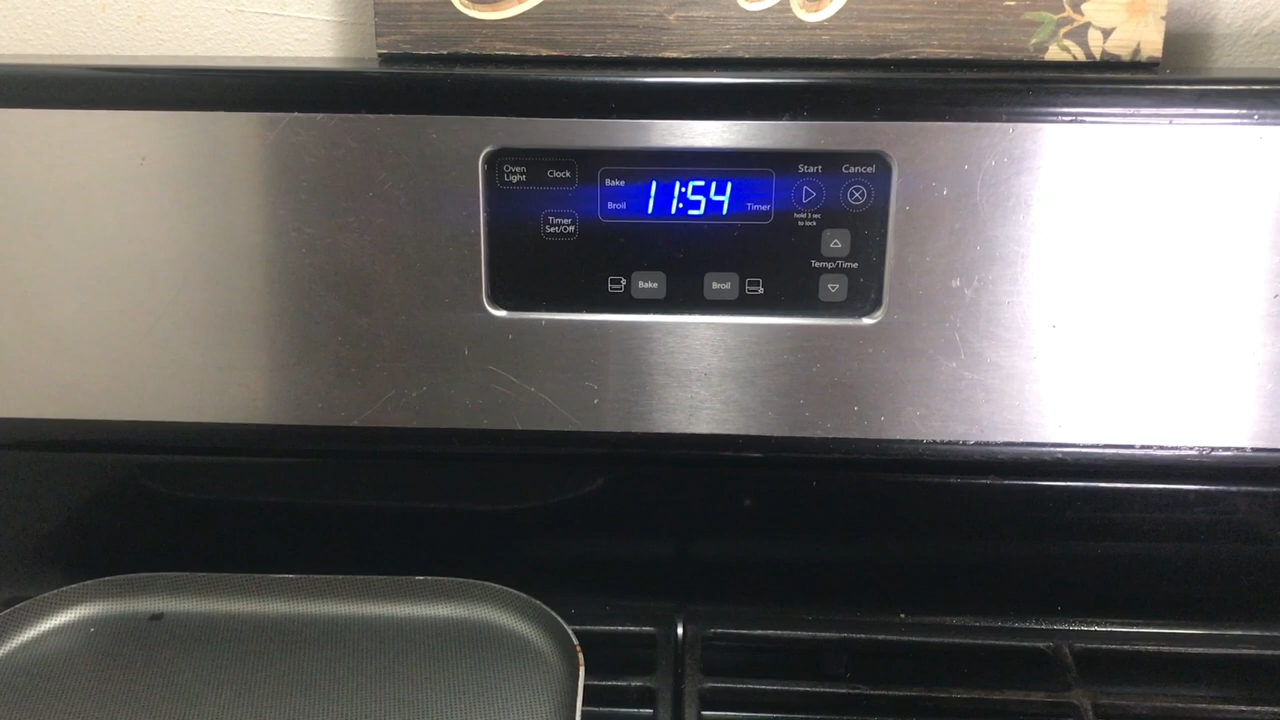 Oven
Light
Clock
Timer
Set/Off
Bake
Broil
11:54
Timer
Start
Cancel
hold 3 sec
to lock
Temp/Time
Bake
Broil